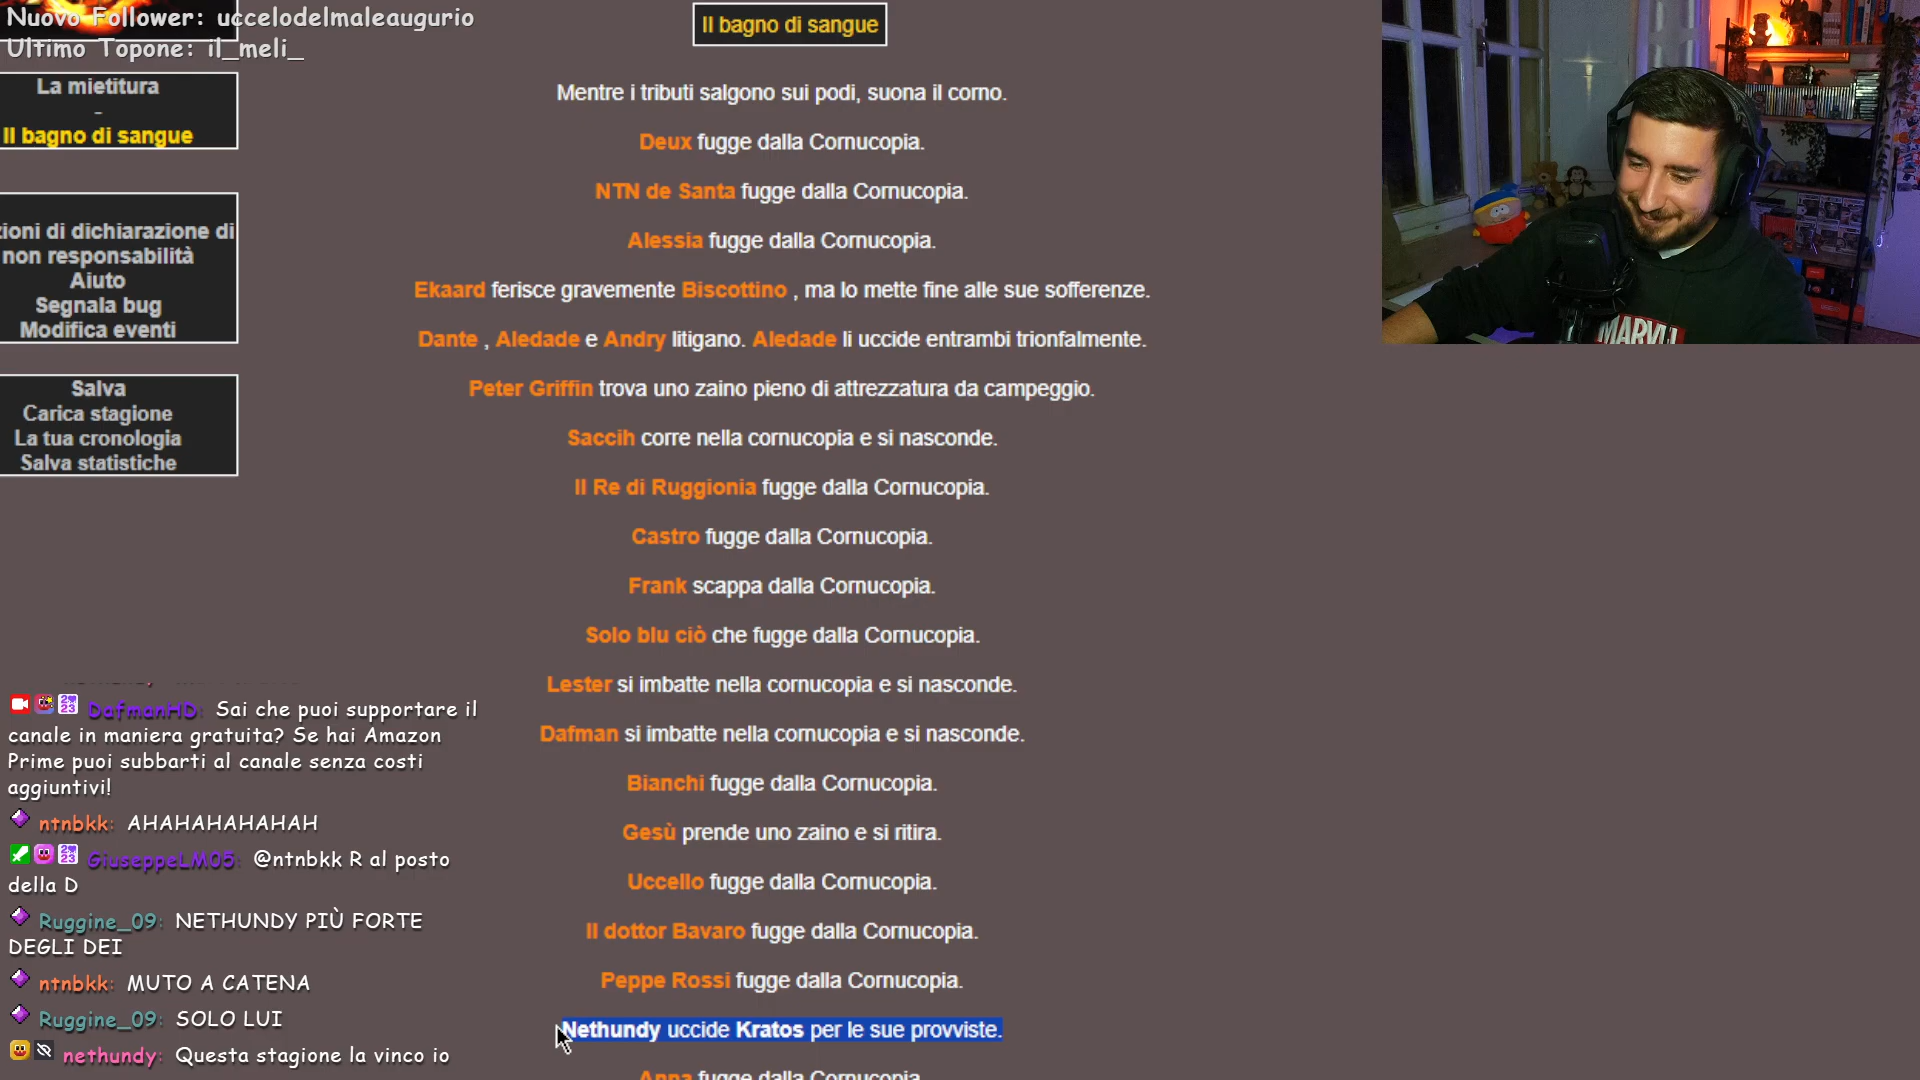 Nuovo Follower: uccelodelmaleaugurio
Ultimo Topone: il_meli_
La mietitura
-
Il bagno di sangue
zioni di dichiarazione di
non responsabilità
Aiuto
Segnala bug
Modifica eventi
Salva
Carica stagione
La tua cronologia
Salva statistiche
Il bagno di sangue
Mentre i tributi salgono sui podi, suona il corno.
Deux fugge dalla Cornucopia.
NTN de Santa fugge dalla Cornucopia.
Alessia fugge dalla Cornucopia.
Ekaard ferisce gravemente Biscottino , ma lo mette fine alle sue sofferenze.
Dante , Aledade e Andry litigano. Aledade li uccide entrambi trionfalmente.
Peter Griffin trova uno zaino pieno di attrezzatura da campeggio.
Saccih corre nella cornucopia e si nasconde.
Il Re di Ruggionia fugge dalla Cornucopia.
Castro fugge dalla Cornucopia.
Frank scappa dalla Cornucopia.
Solo blu ciò che fugge dalla Cornucopia.
Lester si imbatte nella cornucopia e si nasconde.
Dafman si imbatte nella cornucopia e si nasconde.
Bianchi fugge dalla Cornucopia.
Gesù prende uno zaino e si ritira.
Uccello fugge dalla Cornucopia.
Il dottor Bavaro fugge dalla Cornucopia.
Peppe Rossi fugge dalla Cornucopia.
Nethundy uccide Kratos per le sue provviste.
Anna fugge dalla Cornucopia.
DafmanHD: Sai che puoi supportare il
canale in maniera gratuita? Se hai Amazon
Prime puoi subbarti al canale senza costi
aggiuntivi!
ntnbkk: AHAHAHAHAHAH
GiuseppeLM05: @ntnbkk R al posto
della D
Ruggine_09: NETHUNDY PIÙ FORTE
DEGLI DEI
ntnbkk: MUTO A CATENA
Ruggine_09: SOLO LUI
nethundy: Questa stagione la vinco io
MARVEL